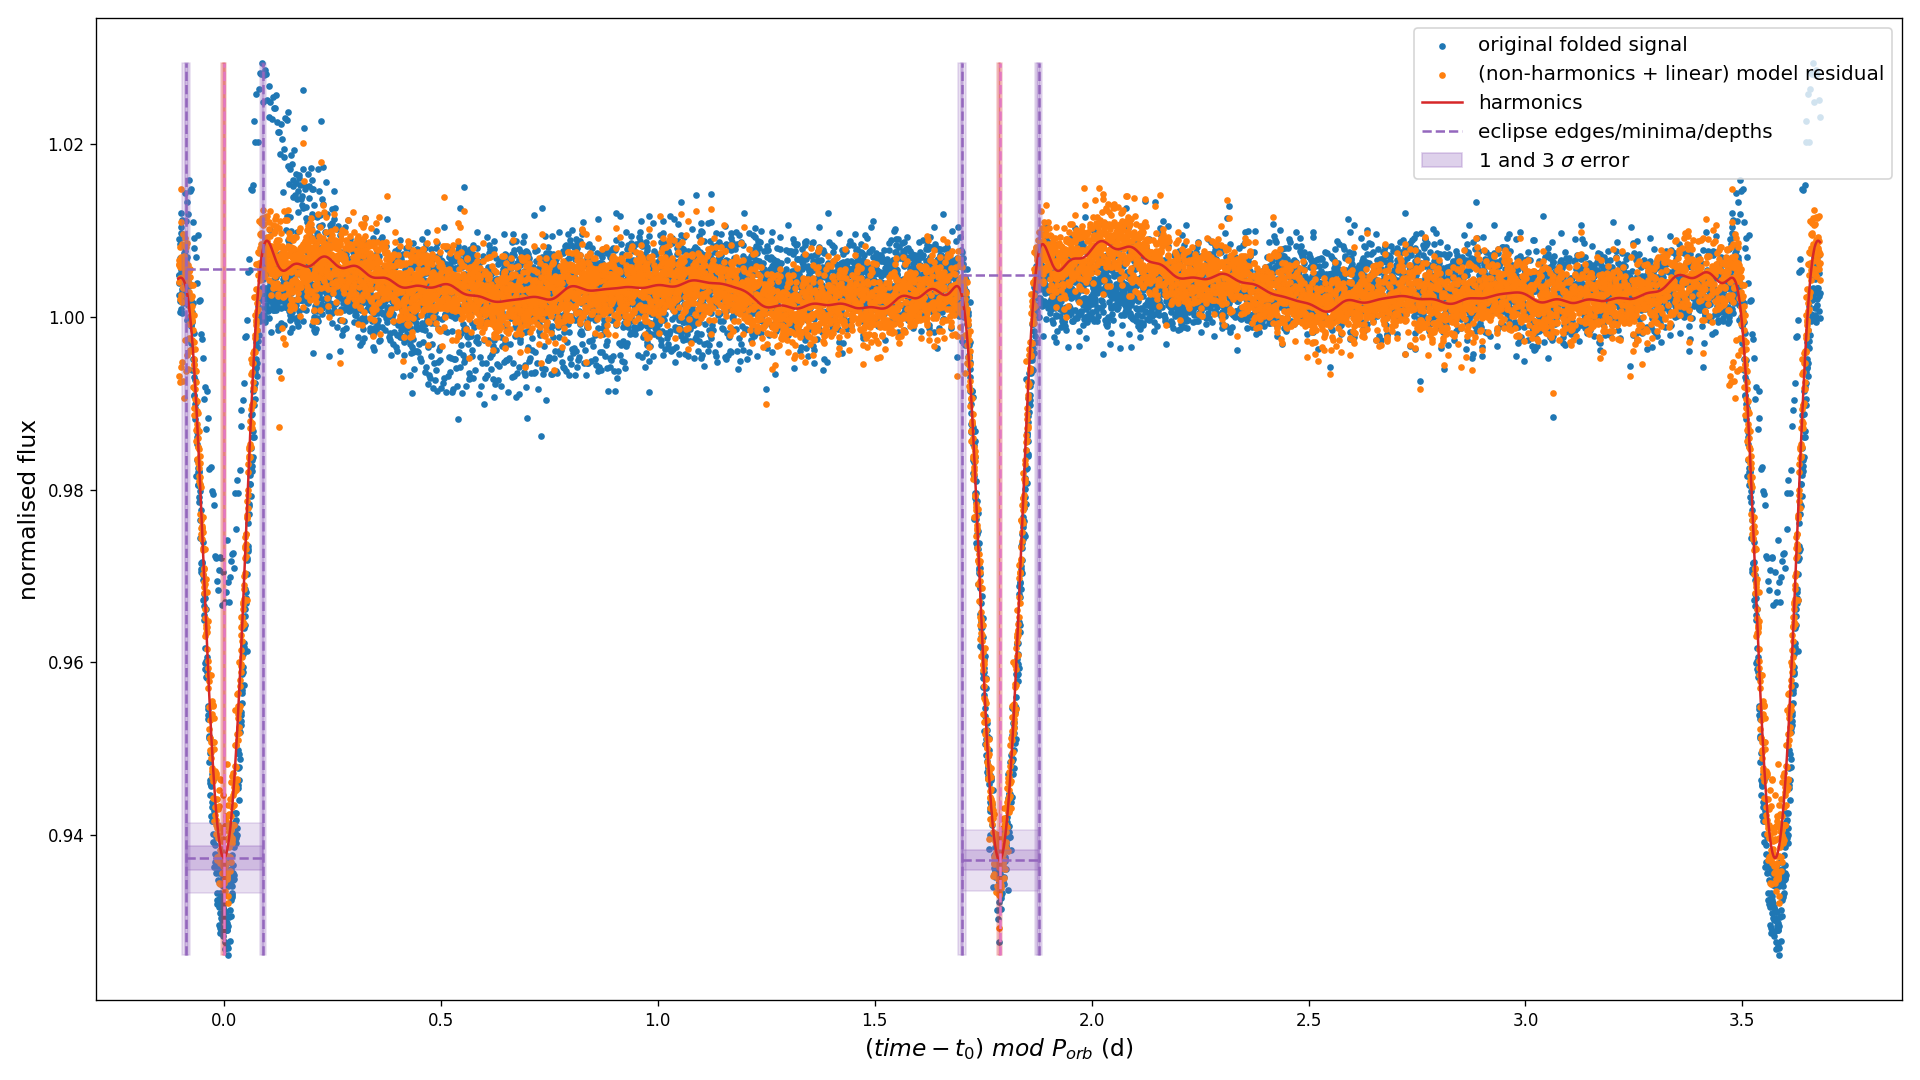 original folded signal
(non-harmonics + linear) model residual
harmonics
eclipse edges/minima/depths
1 and 3 σ error
normalised flux
1.02
1.00
0.98
0.96
0.94
0.0 0.5 1.0 1.5 2.0 2.5 3.0 3.5
(time − t₀) mod P_orb (d)